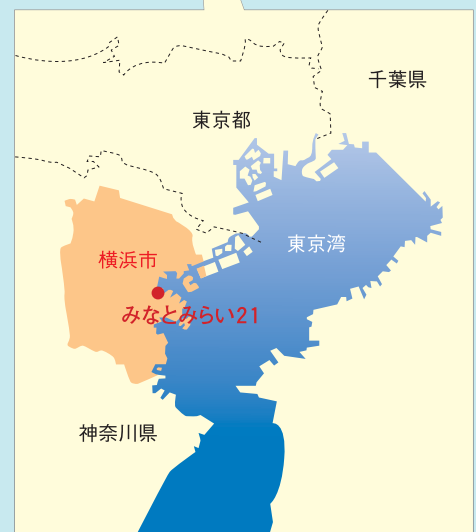 千葉県
東京都
東京湾
横浜市
みなとみらい21
神奈川県